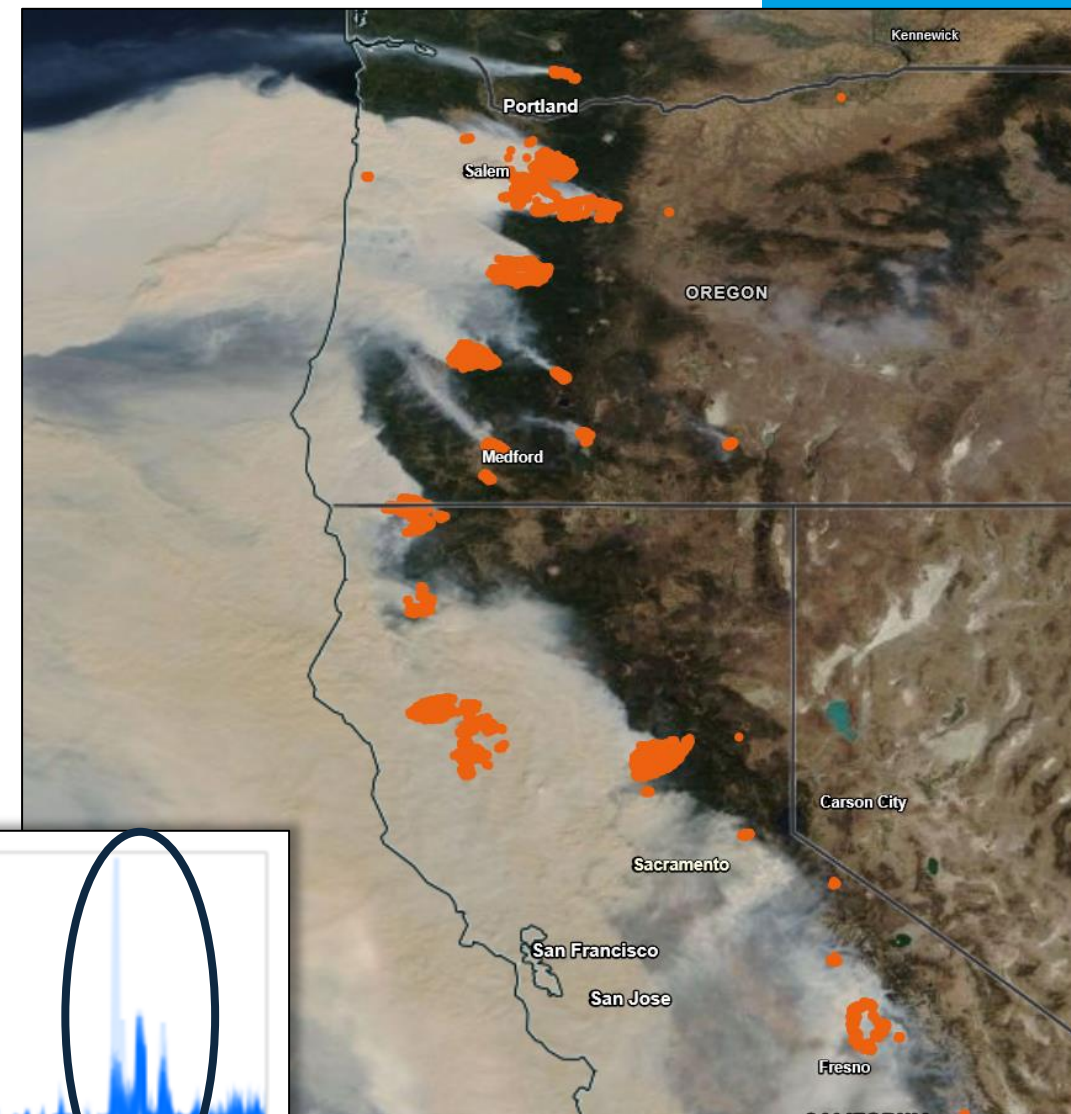 Kennewick
Portland
Salem
OREGON
Medford
Carson City
Sacramento
San Francisco
San Jose
Fresno